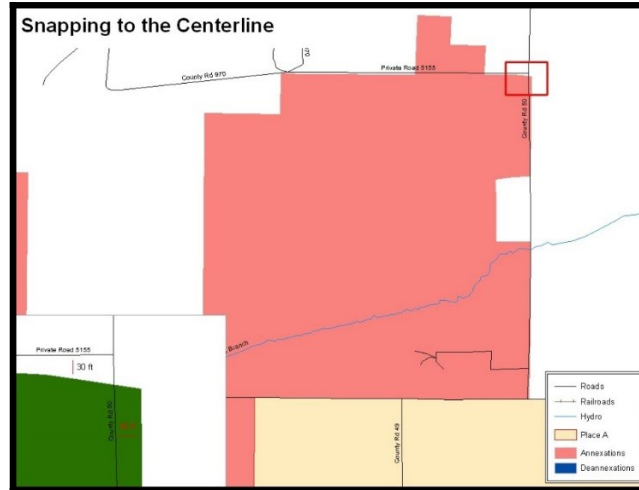 Snapping to the Centerline
County Rd 970
Private Road 5155
County Rd 50
Branch
Private Road 5155
30 ft
County Rd 50
County Rd 49
Roads
Railroads
Hydro
Place A
Annexations
Deannexations